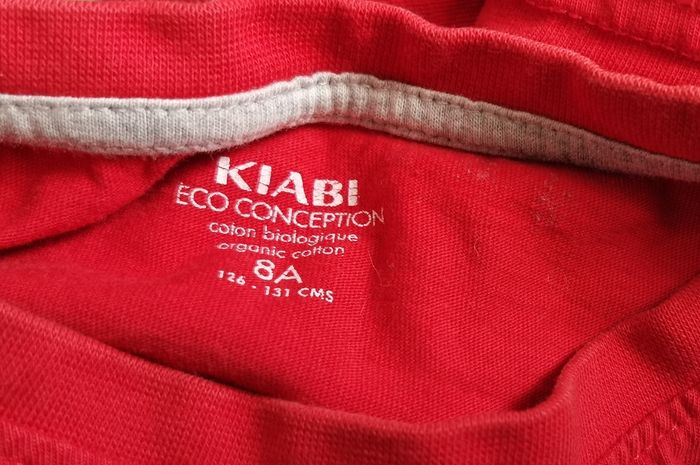 KIABI
ECO CONCEPTION
coton biologique
organic cotton
8A
126 - 131 CMS